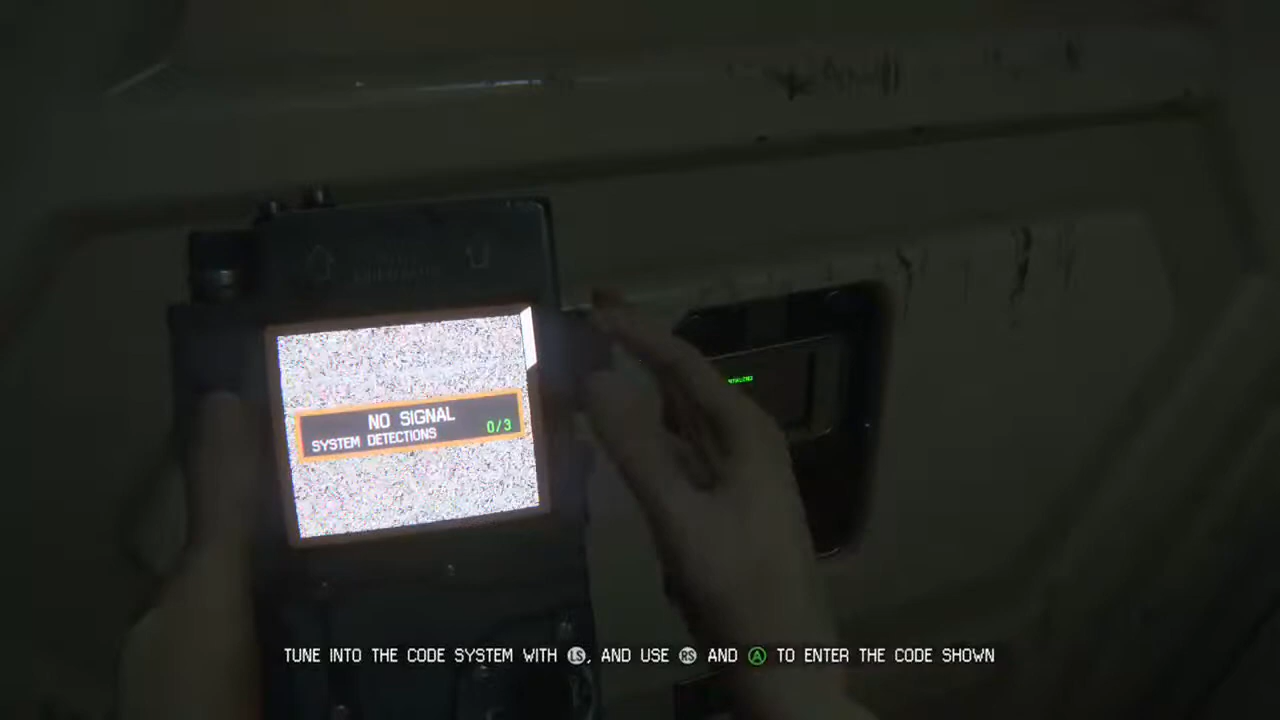 NO SIGNAL
SYSTEM DETECTIONS 0/3
TUNE INTO THE CODE SYSTEM WITH LS, AND USE RS AND A TO ENTER THE CODE SHOWN